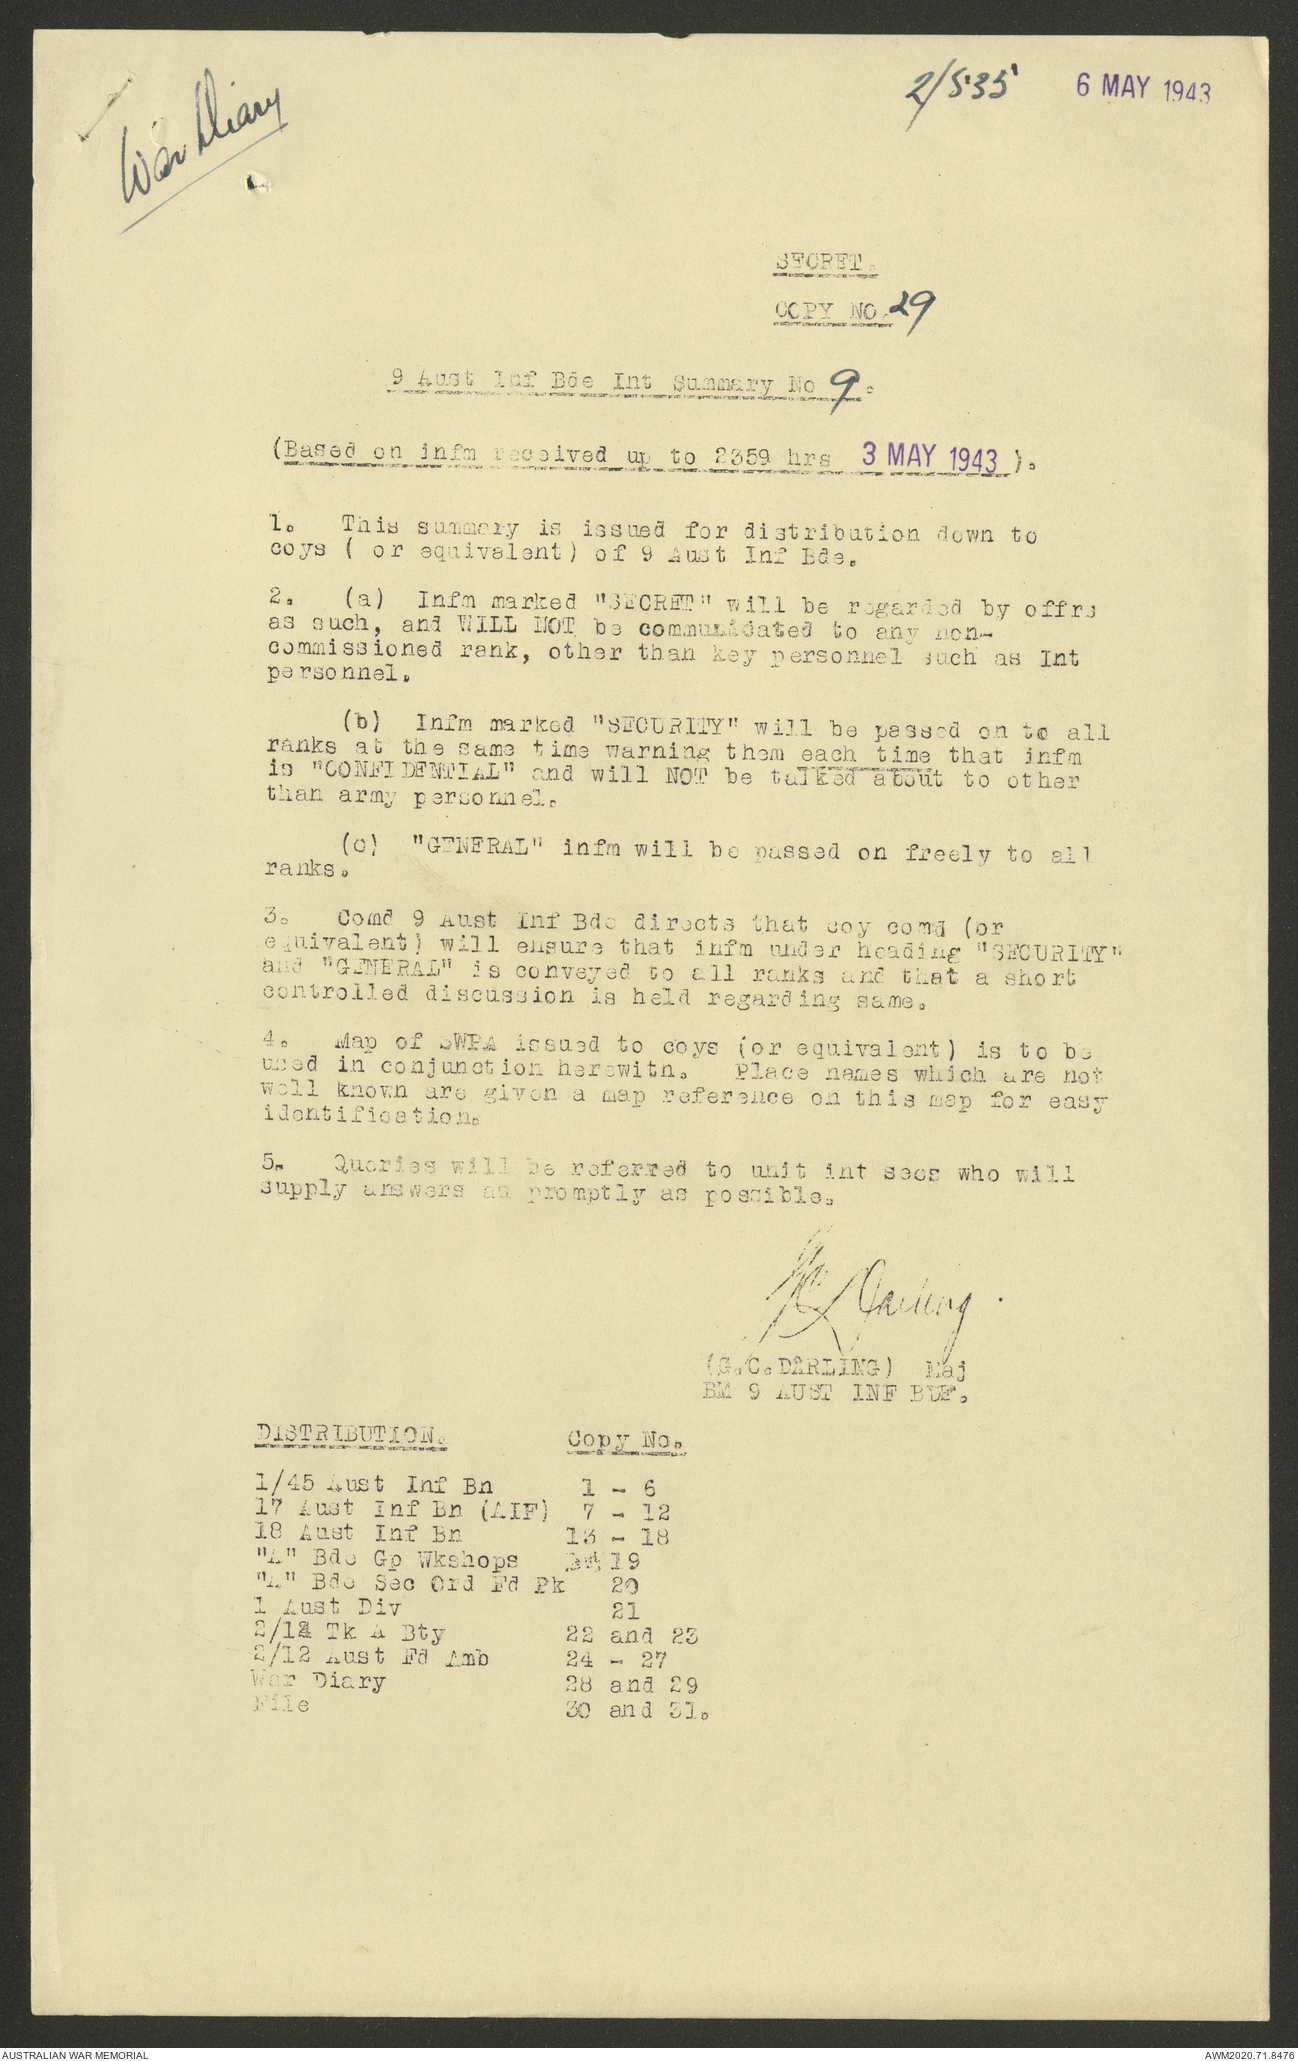 War Diary
2/535 6 MAY 1943
SECRET.
COPY NO. 29
9 Aust Inf Bde Int Summary No 9.
(Based on infm received up to 2359 hrs 3 MAY 1943 ).
1. This summary is issued for distribution down to
coys ( or equivalent) of 9 Aust Inf Bde.
2. (a) Infm marked "SECRET" will be regarded by offrs
as such, and WILL NOT be communidated to any non-
commissioned rank, other than key personnel such as Int
personnel.
(b) Infm marked "SECURITY" will be passed on to all
ranks at the same time warning them each time that infm
is "CONFIDENTIAL" and will NOT be talked about to other
than army personnel.
(c) "GENERAL" infm will be passed on freely to all
ranks.
3. Comd 9 Aust Inf Bde directs that coy comd (or
equivalent) will ensure that infm under heading "SECURITY"
and "GENERAL" is conveyed to all ranks and that a short
controlled discussion is held regarding same.
4. Map of SWPA issued to coys (or equivalent) is to be
used in conjunction herewith. Place names which are not
well known are given a map reference on this map for easy
identification.
5. Queries will be referred to unit int secs who will
supply answers as promptly as possible.
Darling.
(G.C.DARLING) Maj
BM 9 AUST INF BDE.
DISTRIBUTION. Copy No.
1/45 Aust Inf Bn 1 - 6
17 Aust Inf Bn (AIF) 7 - 12
18 Aust Inf Bn 13 - 18
"A" Bde Gp Wkshops 19
"A" Bde Sec Ord Fd Pk 20
1 Aust Div 21
Tk A Bty 22 and 23
2/12 Aust Fd Amb 24 - 27
War Diary 28 and 29
File 30 and 31.
AUSTRALIAN WAR MEMORIAL AWM2020.71.8476